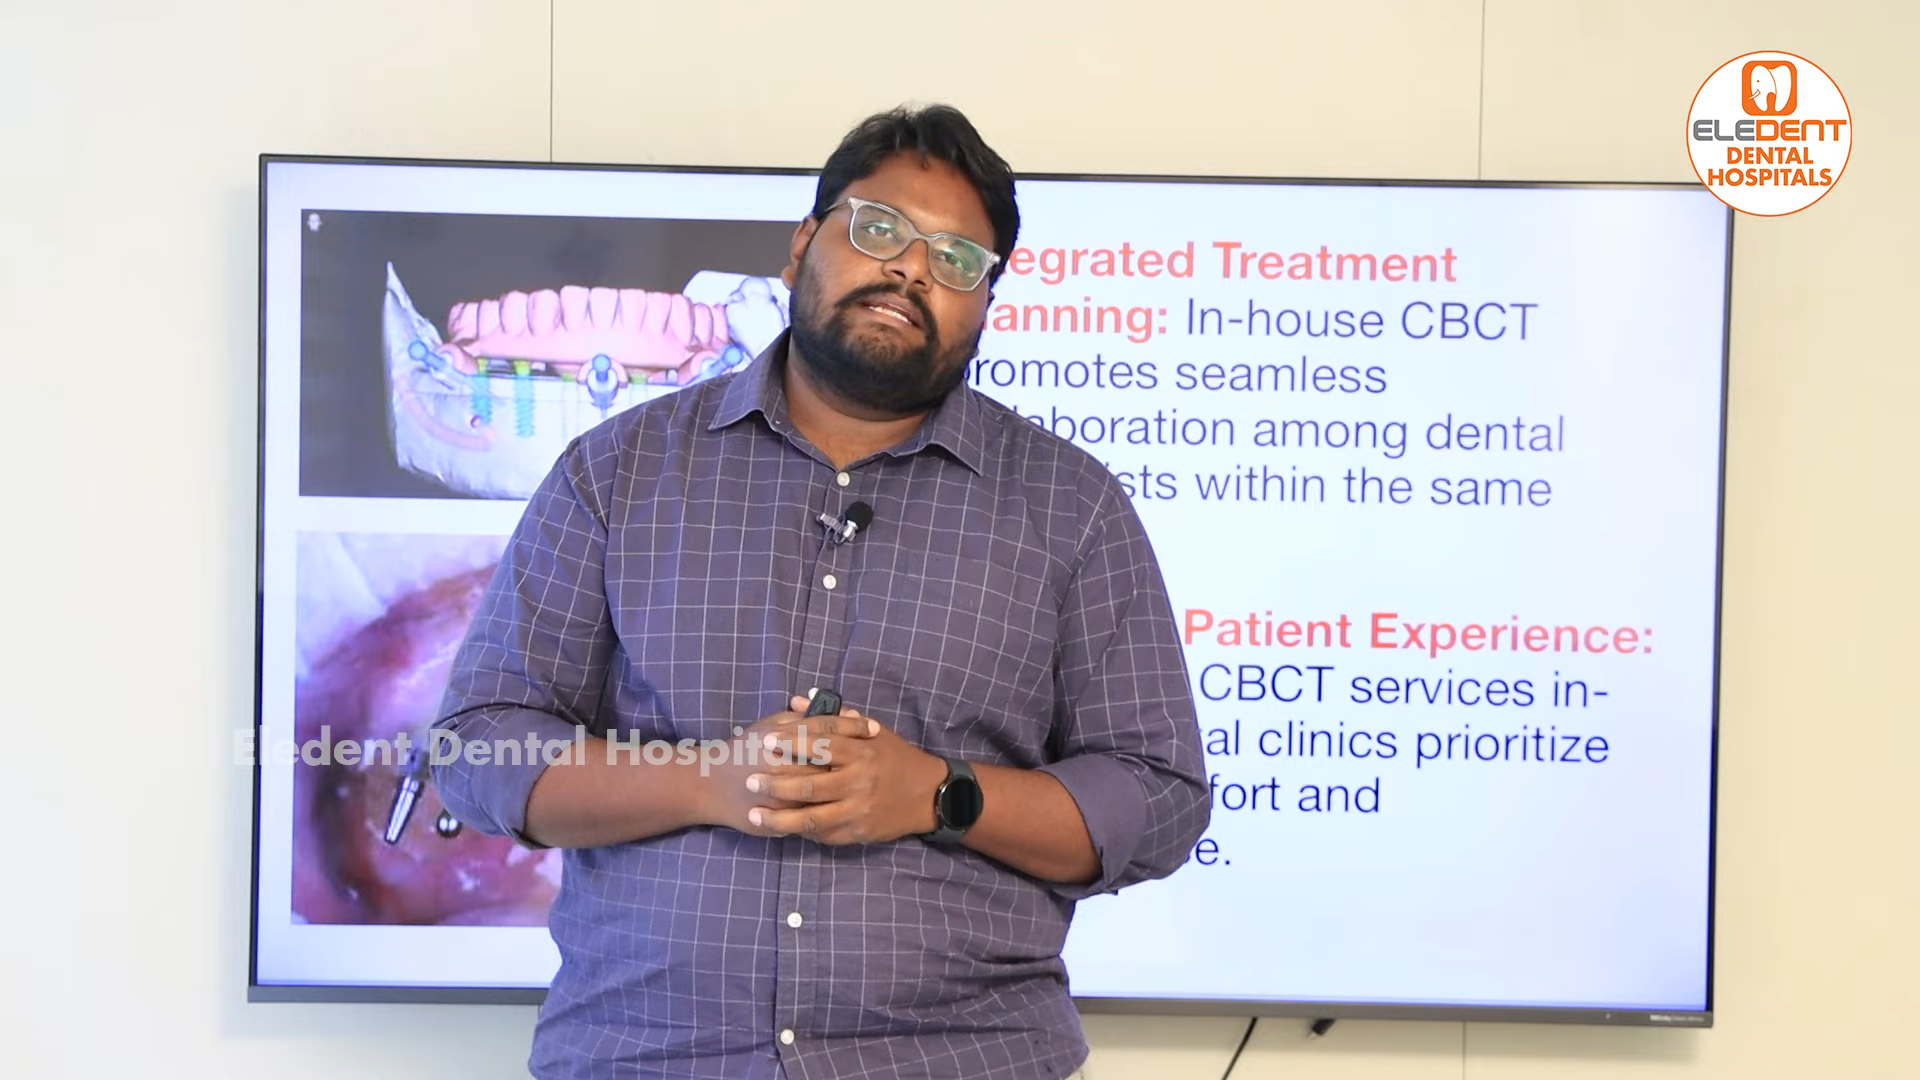 ELEDENT
DENTAL
HOSPITALS
egrated Treatment
anning: In-house CBCT
romotes seamless
aboration among dental
sts within the same
Patient Experience:
CBCT services in-
al clinics prioritize
fort and
e.
Eledent Dental Hospitals